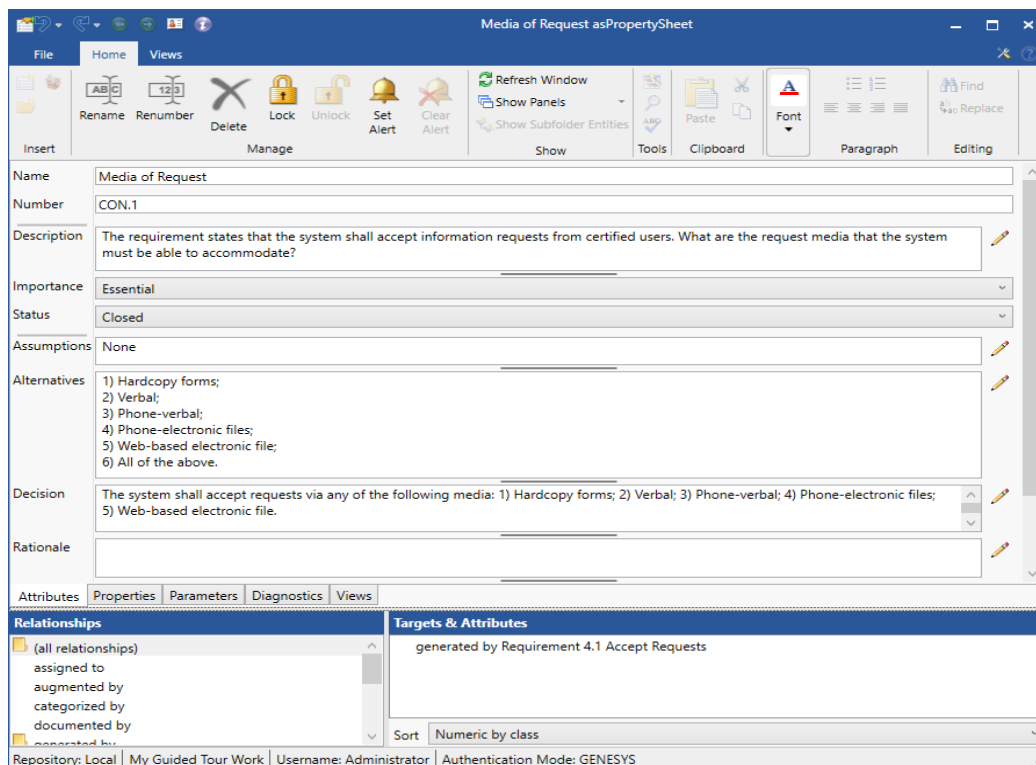 Media of Request asPropertySheet
File Home Views
ABC 123
Rename Renumber Delete Lock Unlock Set Alert Clear Alert
Refresh Window
Show Panels
Show Subfolder Entities
ABC
Paste
A
Font
Find
Replace
Insert Manage Show Tools Clipboard Paragraph Editing
Name Media of Request
Number CON.1
Description The requirement states that the system shall accept information requests from certified users. What are the request media that the system
must be able to accommodate?
Importance Essential
Status Closed
Assumptions None
Alternatives 1) Hardcopy forms;
2) Verbal;
3) Phone-verbal;
4) Phone-electronic files;
5) Web-based electronic file;
6) All of the above.
Decision The system shall accept requests via any of the following media: 1) Hardcopy forms; 2) Verbal; 3) Phone-verbal; 4) Phone-electronic files;
5) Web-based electronic file.
Rationale
Attributes Properties Parameters Diagnostics Views
Relationships
(all relationships)
assigned to
augmented by
categorized by
documented by
generated by
Targets & Attributes
generated by Requirement 4.1 Accept Requests
Sort Numeric by class
Repository: Local My Guided Tour Work Username: Administrator Authentication Mode: GENESYS